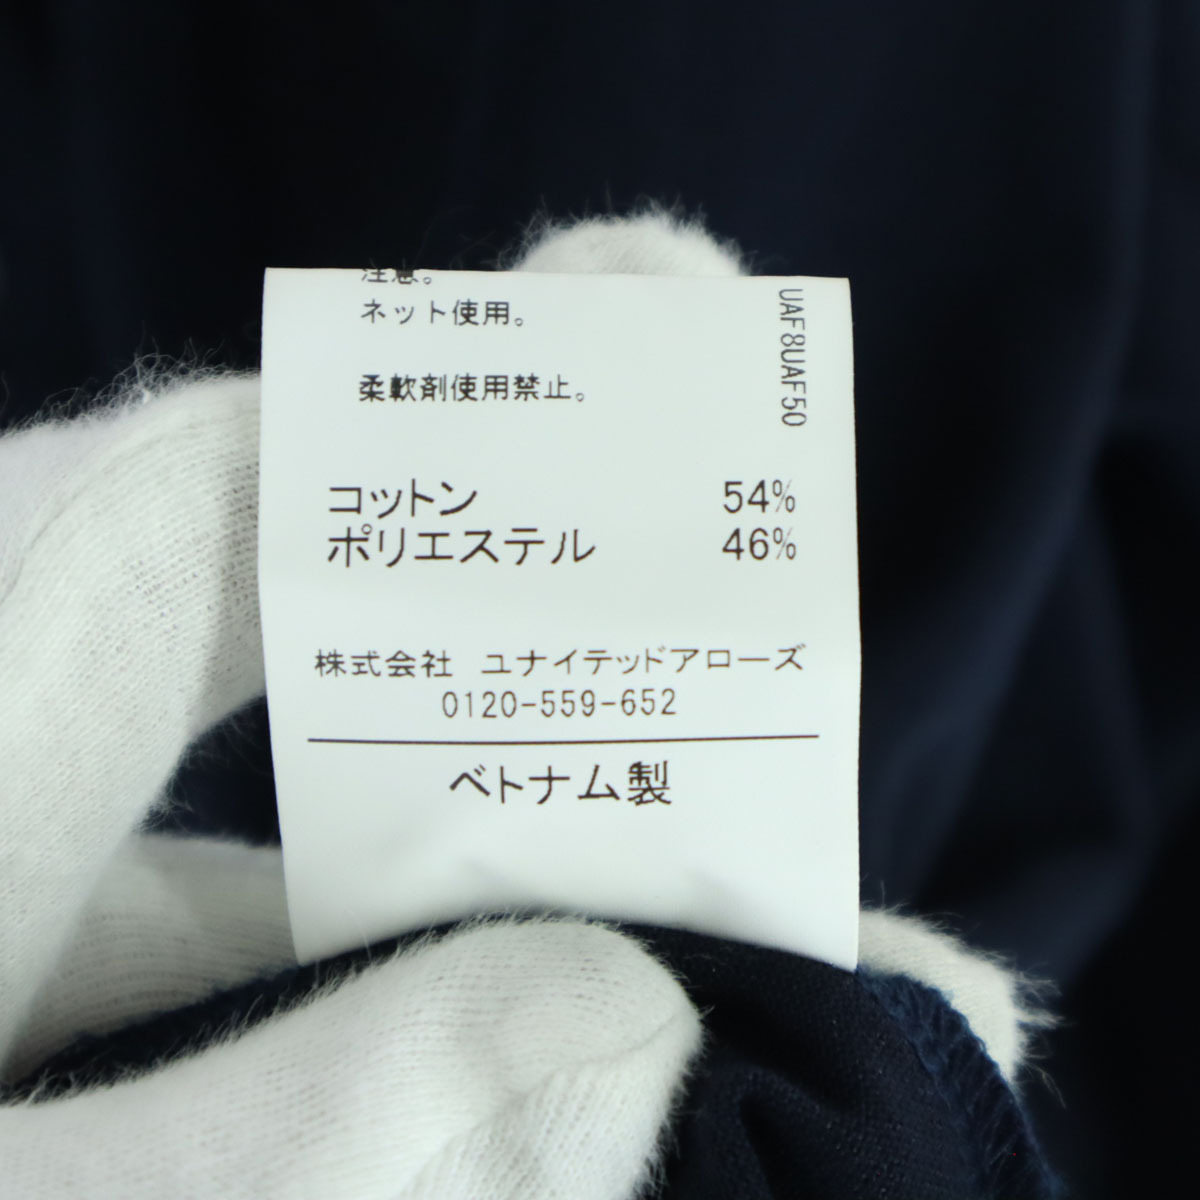 注意。
ネット使用。
柔軟剤使用禁止。
UAF8UAF50
コットン 54%
ポリエステル 46%
株式会社 ユナイテッドアローズ
0120-559-652
ベトナム製